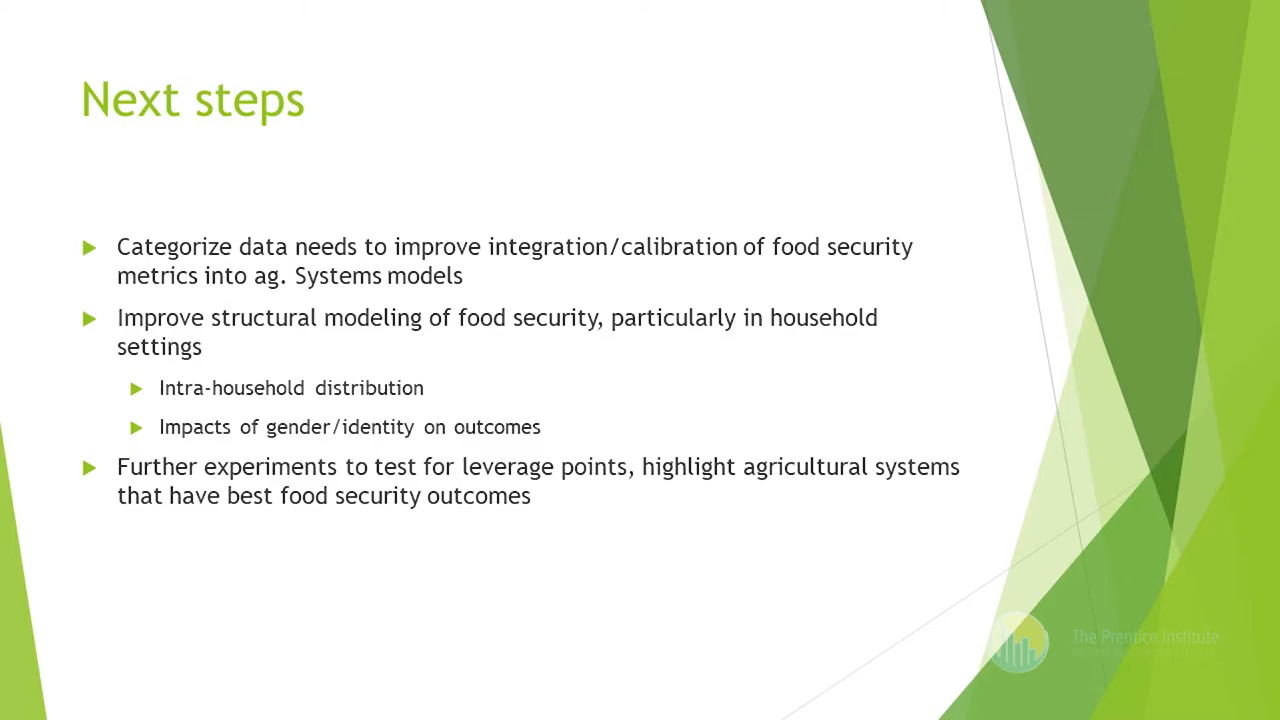 Next steps
Categorize data needs to improve integration/calibration of food security
metrics into ag. Systems models
Improve structural modeling of food security, particularly in household
settings
Intra-household distribution
Impacts of gender/identity on outcomes
Further experiments to test for leverage points, highlight agricultural systems
that have best food security outcomes
The Prentice Institute